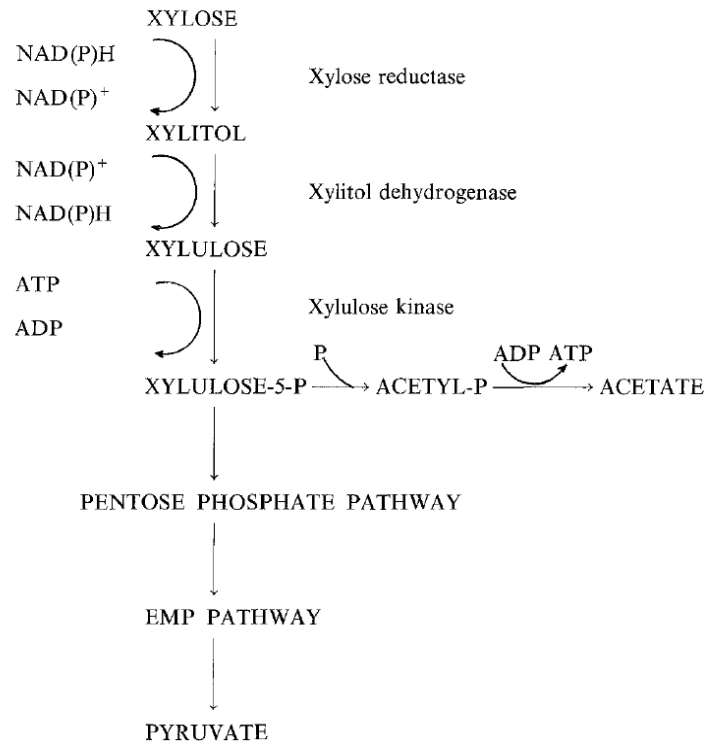 XYLOSE
NAD(P)H
Xylose reductase
NAD(P)+
XYLITOL
NAD(P)+
Xylitol dehydrogenase
NAD(P)H
XYLULOSE
ATP
Xylulose kinase
ADP
P ADP ATP
XYLULOSE-5-P ACETYL-P ACETATE
PENTOSE PHOSPHATE PATHWAY
EMP PATHWAY
PYRUVATE